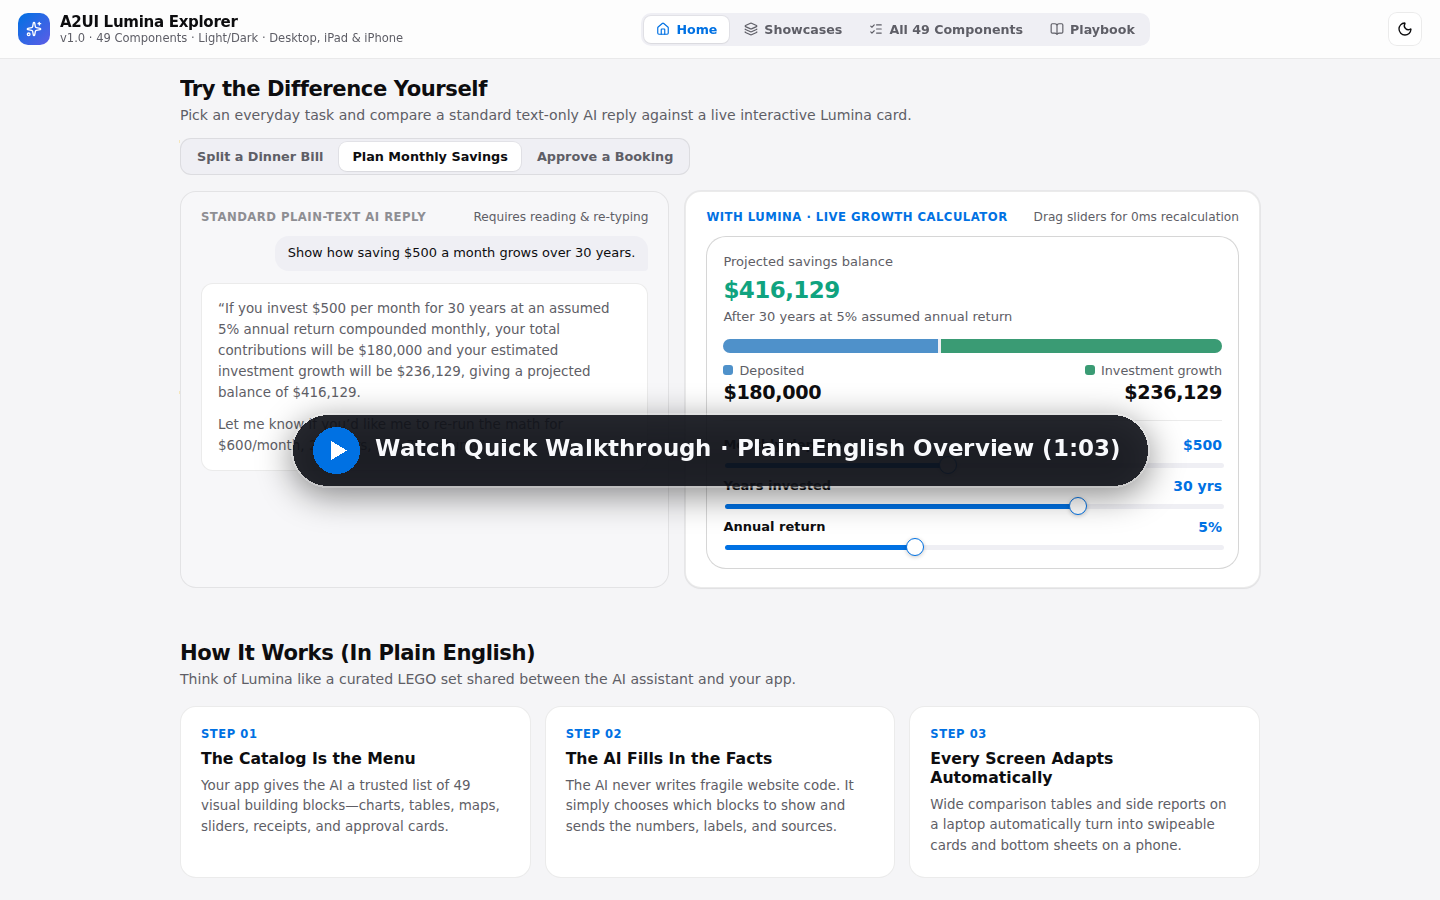 A2UI Lumina Explorer
v1.0 · 49 Components · Light/Dark · Desktop, iPad & iPhone
Home
Showcases
All 49 Components
Playbook
Try the Difference Yourself
Pick an everyday task and compare a standard text-only AI reply against a live interactive Lumina card.
Split a Dinner Bill
Plan Monthly Savings
Approve a Booking
STANDARD PLAIN-TEXT AI REPLY
Requires reading & re-typing
Show how saving $500 a month grows over 30 years.
“If you invest $500 per month for 30 years at an assumed
5% annual return compounded monthly, your total
contributions will be $180,000 and your estimated
investment growth will be $236,129, giving a projected
balance of $416,129.
Let me know if you'd like me to re-run the math for
$600/month,
WITH LUMINA · LIVE GROWTH CALCULATOR
Drag sliders for 0ms recalculation
Projected savings balance
$416,129
After 30 years at 5% assumed annual return
Deposited
Investment growth
$180,000
$236,129
$500
Watch Quick Walkthrough · Plain-English Overview (1:03)
Years invested
30 yrs
Annual return
5%
How It Works (In Plain English)
Think of Lumina like a curated LEGO set shared between the AI assistant and your app.
STEP 01
The Catalog Is the Menu
Your app gives the AI a trusted list of 49
visual building blocks—charts, tables, maps,
sliders, receipts, and approval cards.
STEP 02
The AI Fills In the Facts
The AI never writes fragile website code. It
simply chooses which blocks to show and
sends the numbers, labels, and sources.
STEP 03
Every Screen Adapts
Automatically
Wide comparison tables and side reports on
a laptop automatically turn into swipeable
cards and bottom sheets on a phone.